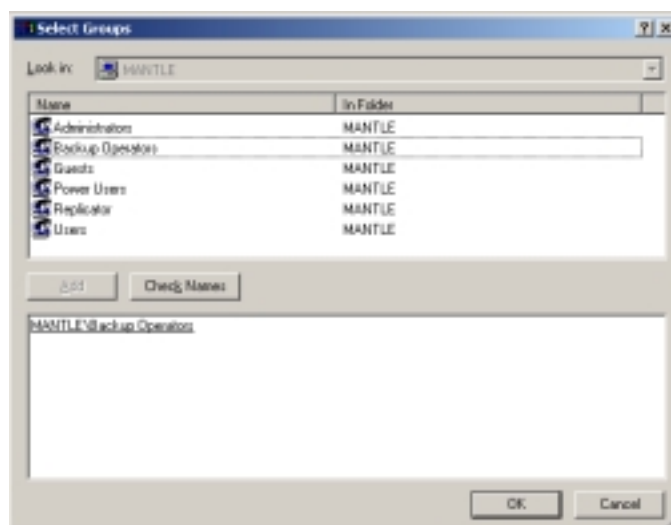 Select Groups
Look in: MANTLE
Name In Folder
Administrators MANTLE
Backup Operators MANTLE
Guests MANTLE
Power Users MANTLE
Replicator MANTLE
Users MANTLE
Add Check Names
MANTLE\Backup Operators
OK Cancel